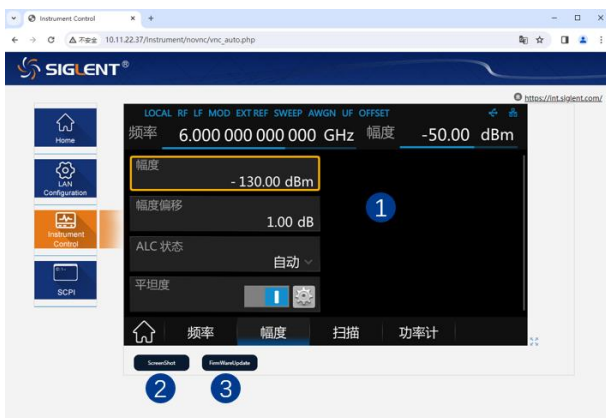 Instrument Control
不安全 10.11.22.37/Instrument/novnc/vnc_auto.php
SIGLENT®
https://int.siglent.com/
Home
LAN Configuration
Instrument Control
SCPI
LOCAL RF LF MOD EXT REF SWEEP AWGN UF OFFSET
频率 6.000 000 000 000 GHz 幅度 -50.00 dBm
幅度
- 130.00 dBm
幅度偏移
1.00 dB
ALC 状态
自动
平坦度
频率 幅度 扫描 功率计
1
ScreenShot FirmWareUpdate
2 3